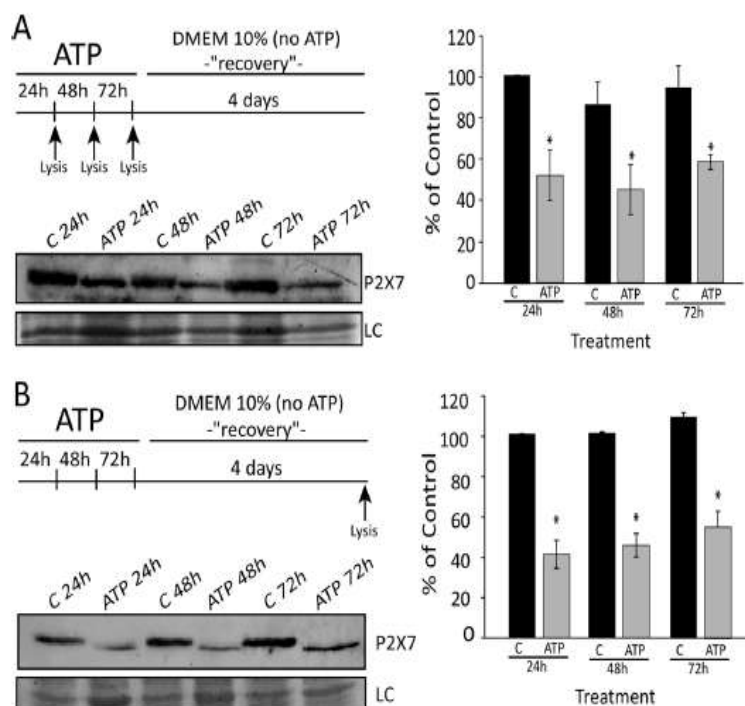 A
ATP
DMEM 10% (no ATP)
-"recovery"-
24h 48h 72h
4 days
Lysis Lysis Lysis
C 24h ATP 24h C 48h ATP 48h C 72h ATP 72h
P2X7
LC
120
100
80
60
40
20
0
% of Control
* * *
C ATP C ATP C ATP
24h 48h 72h
Treatment
B
ATP
DMEM 10% (no ATP)
-"recovery"-
24h 48h 72h
4 days
Lysis
C 24h ATP 24h C 48h ATP 48h C 72h ATP 72h
P2X7
LC
120
100
80
60
40
20
0
% of Control
* * *
C ATP C ATP C ATP
24h 48h 72h
Treatment